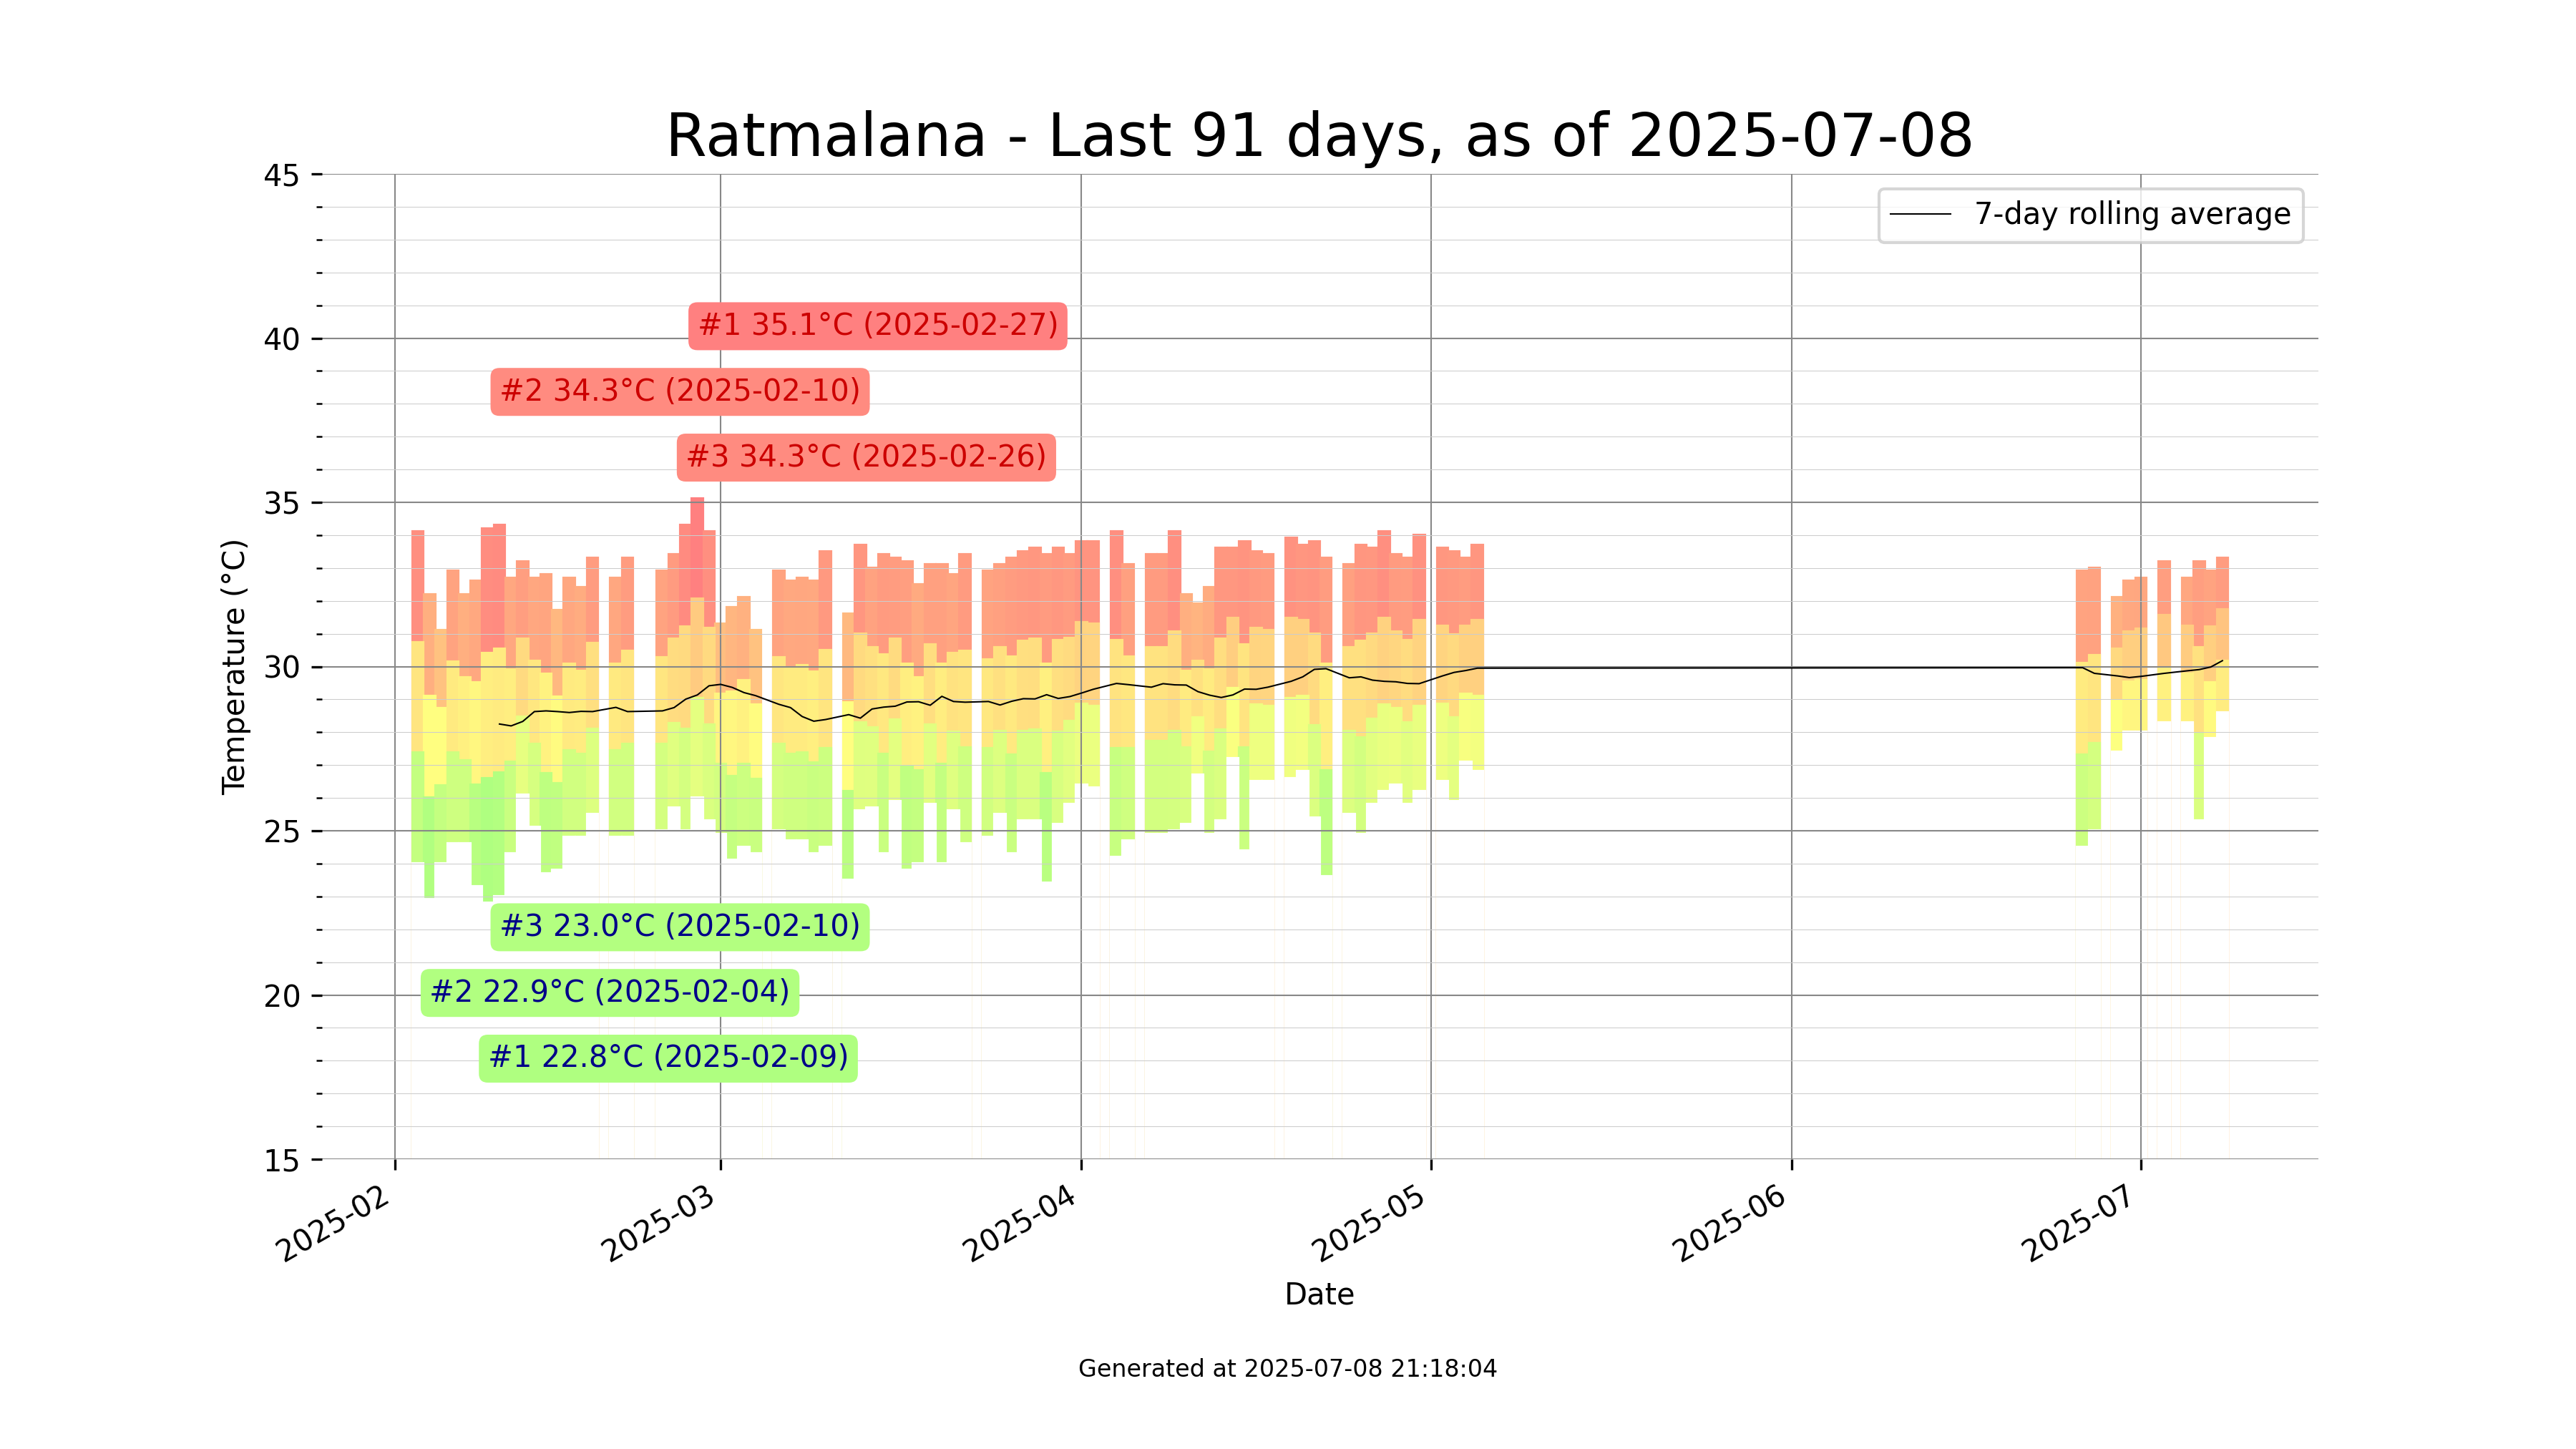 Ratmalana - Last 91 days, as of 2025-07-08
7-day rolling average
45
40
35
30
25
20
15
Temperature (°C)
#1 35.1°C (2025-02-27)
#2 34.3°C (2025-02-10)
#3 34.3°C (2025-02-26)
#3 23.0°C (2025-02-10)
#2 22.9°C (2025-02-04)
#1 22.8°C (2025-02-09)
2025-02
2025-03
2025-04
2025-05
2025-06
2025-07
Date
Generated at 2025-07-08 21:18:04